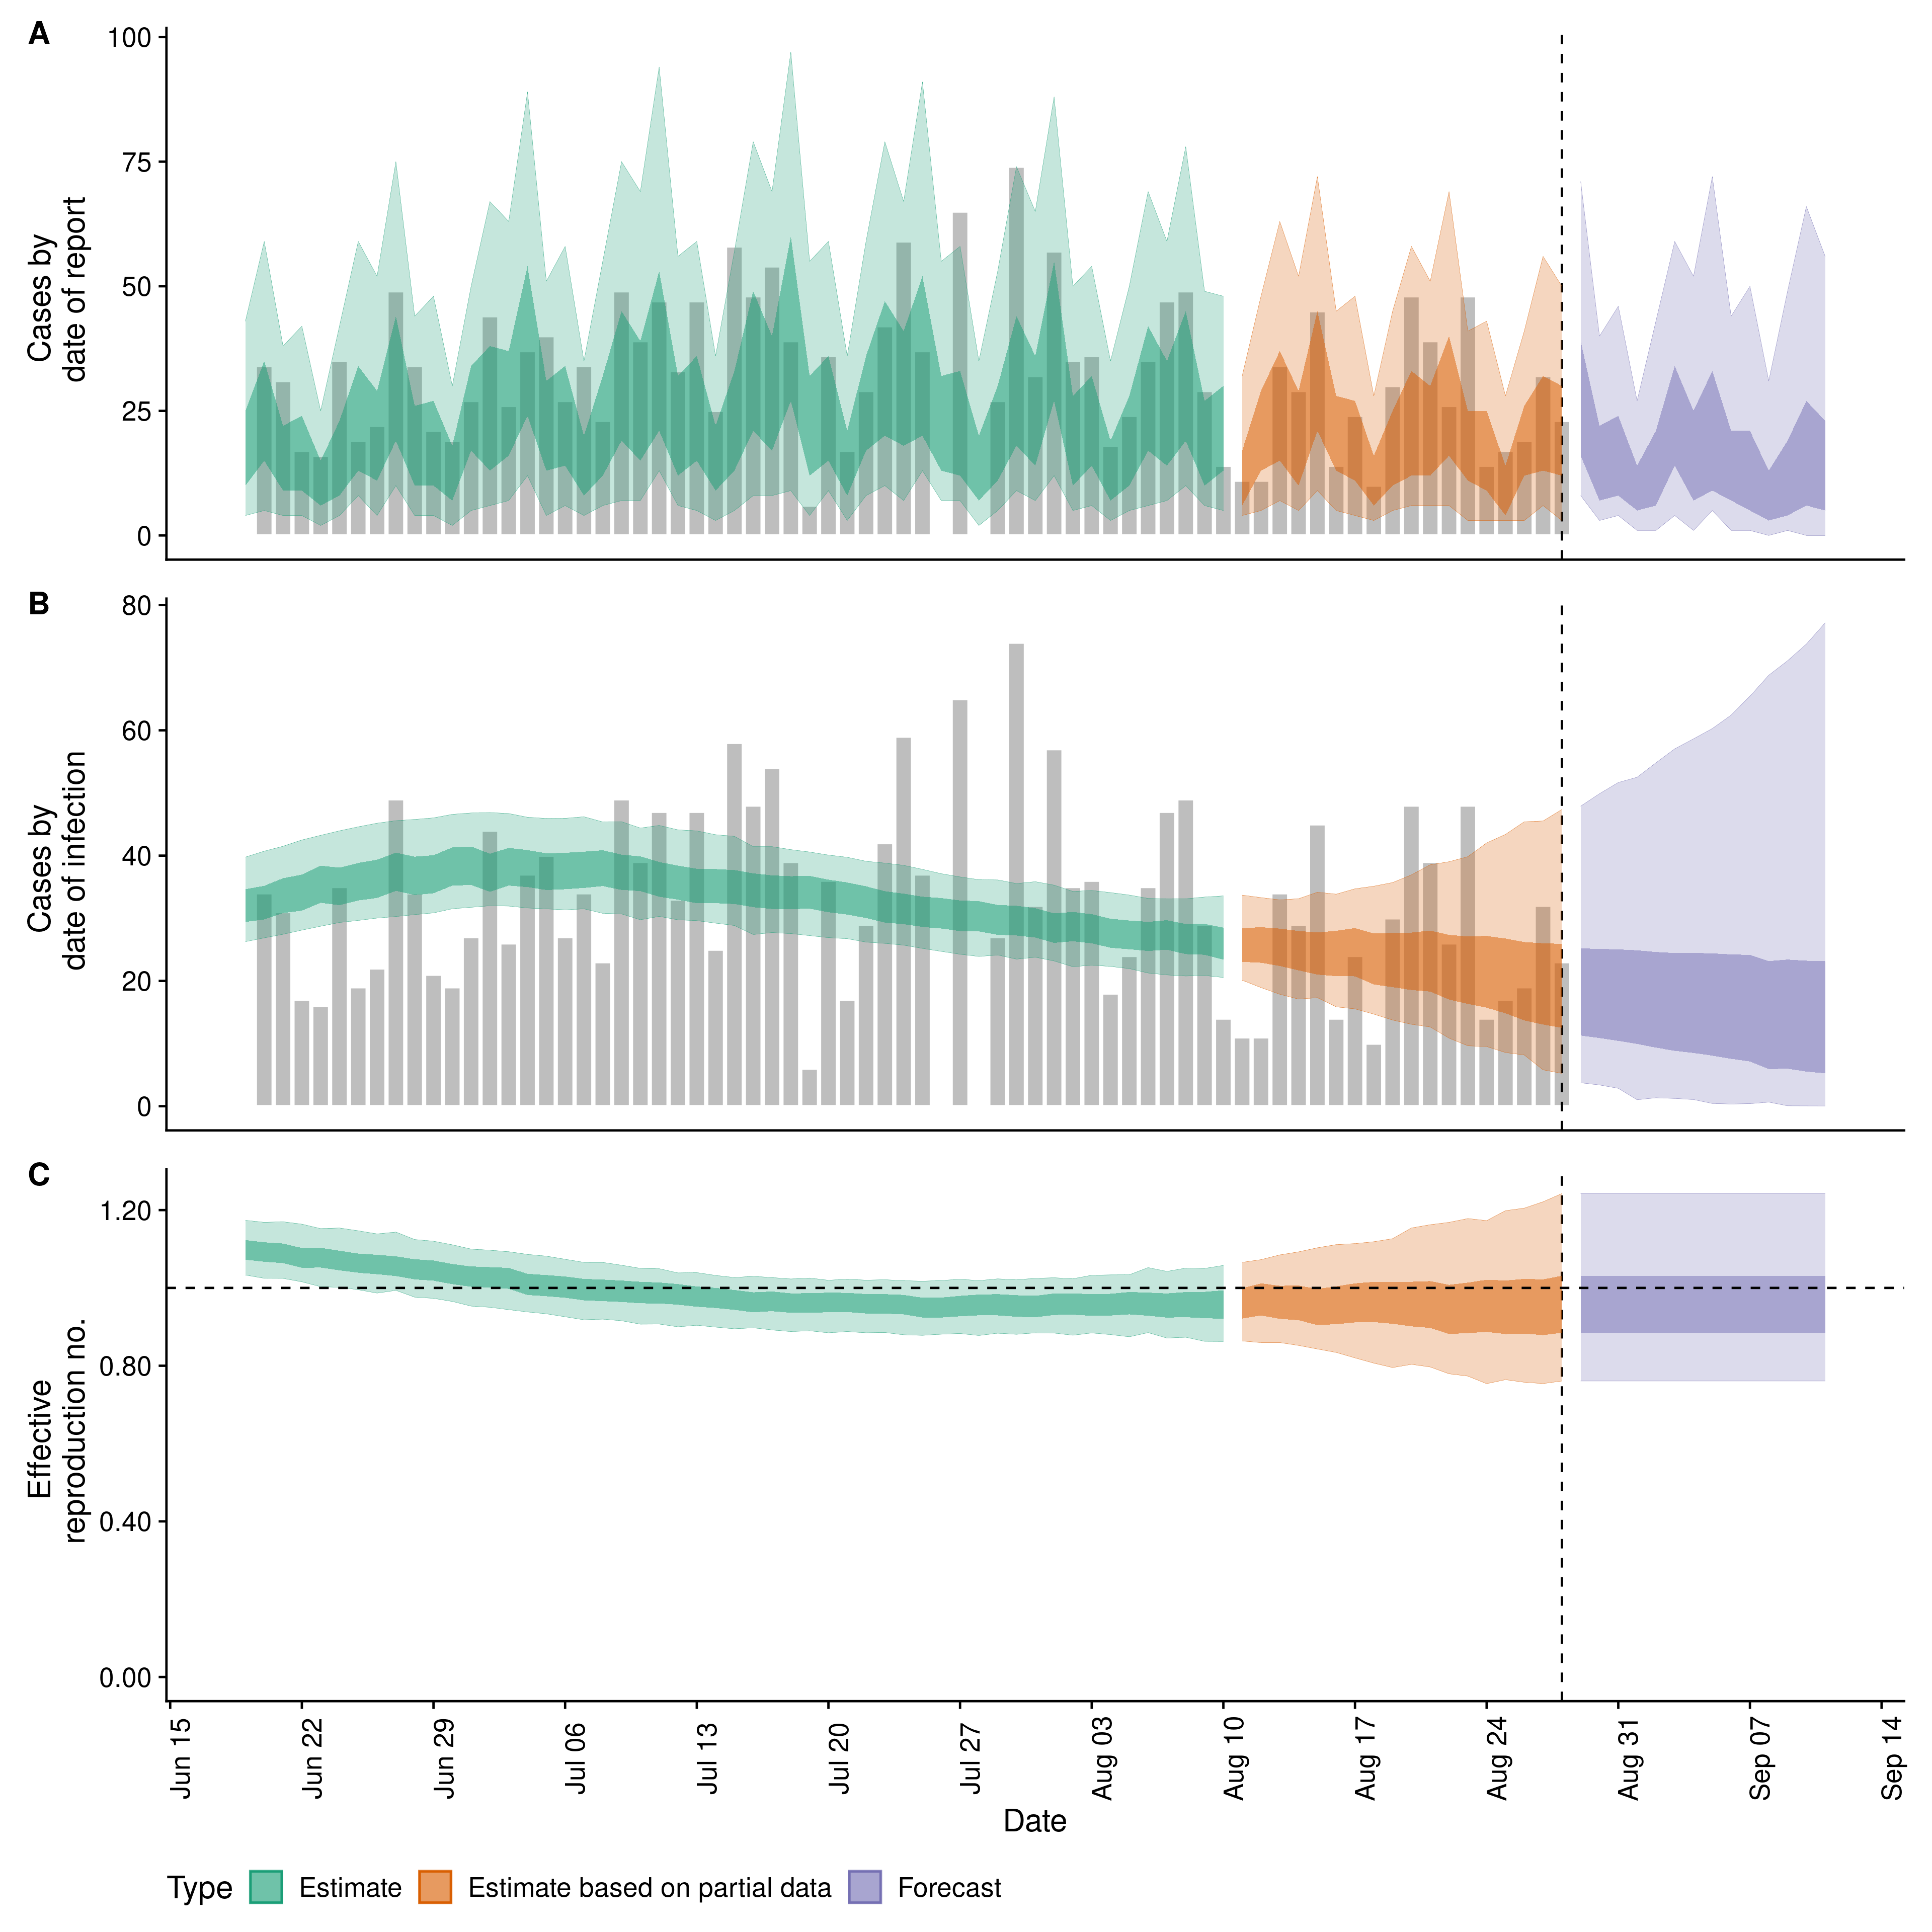 A
Cases by
date of report
100
75
50
25
0
B
Cases by
date of infection
80
60
40
20
0
C
Effective
reproduction no.
1.20
0.80
0.40
0.00
Jun 15
Jun 22
Jun 29
Jul 06
Jul 13
Jul 20
Jul 27
Aug 03
Aug 10
Aug 17
Aug 24
Aug 31
Sep 07
Sep 14
Date
Type Estimate Estimate based on partial data Forecast